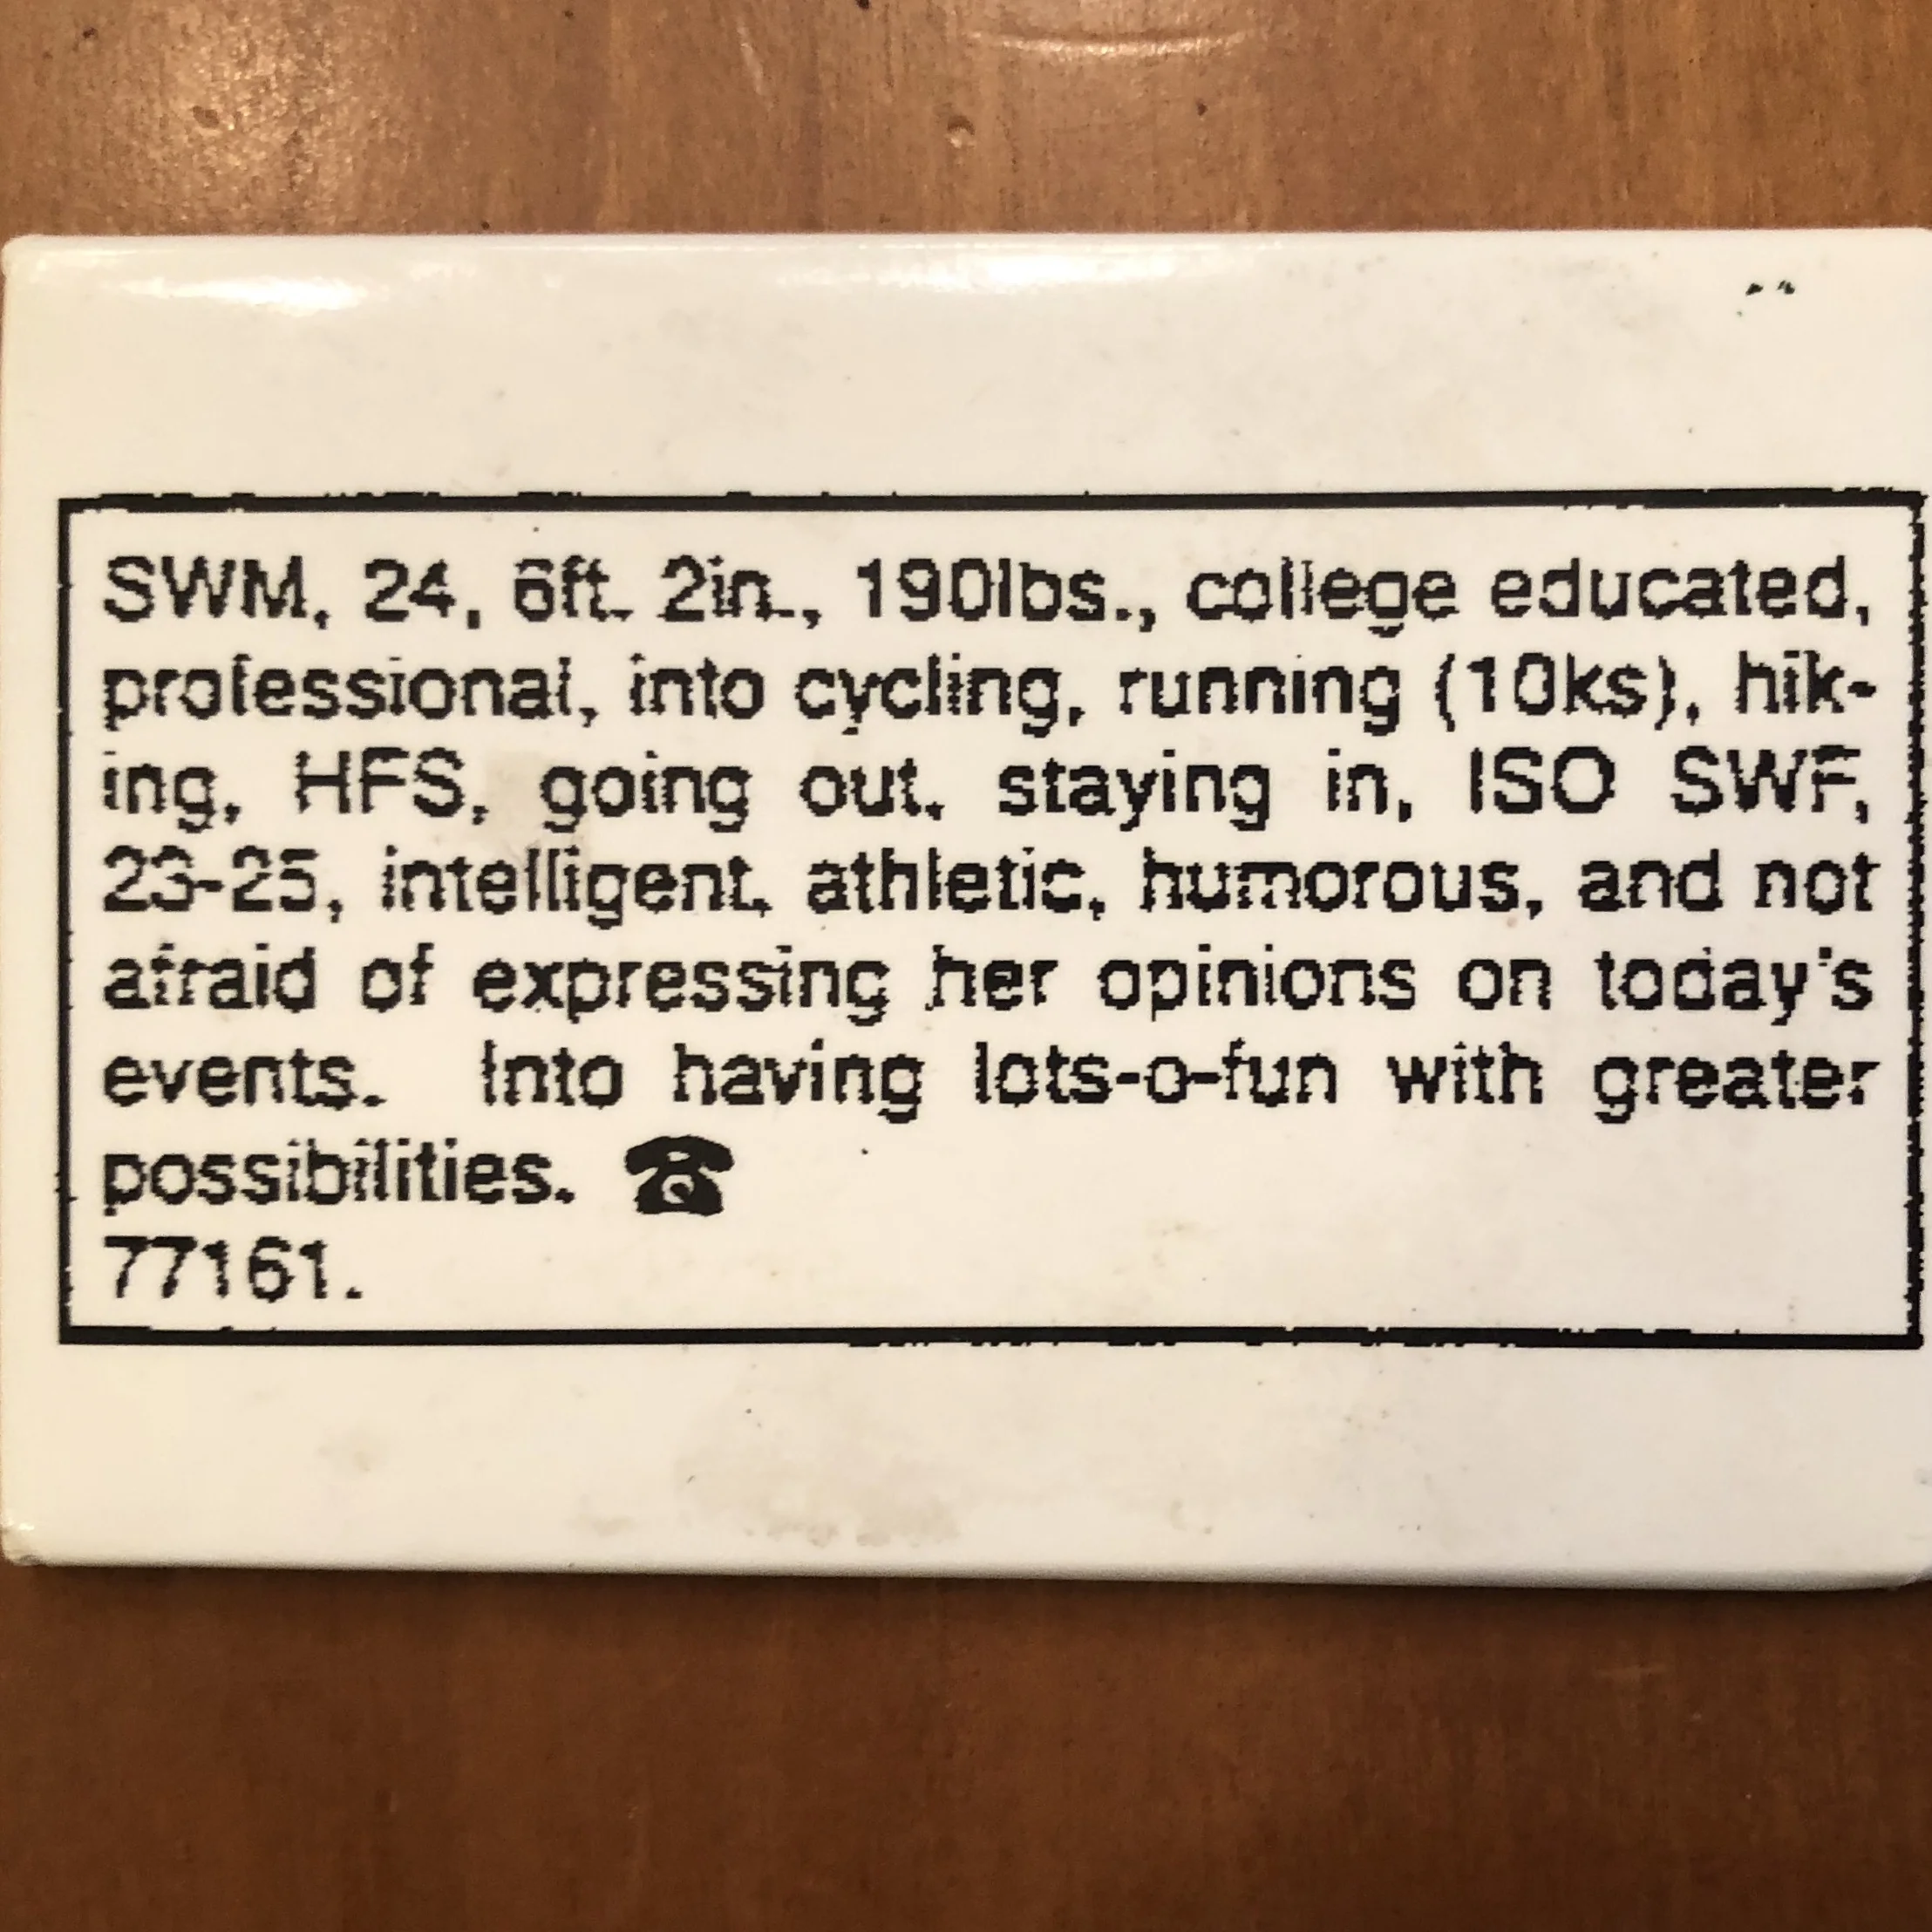 SWM, 24, 6ft. 2in., 190lbs., college educated,
professional, into cycling, running (10ks), hik-
ing, HFS, going out, staying in, ISO SWF,
23-25, intelligent, athletic, humorous, and not
afraid of expressing her opinions on today's
events. Into having lots-o-fun with greater
possibilities. ☎
77161.